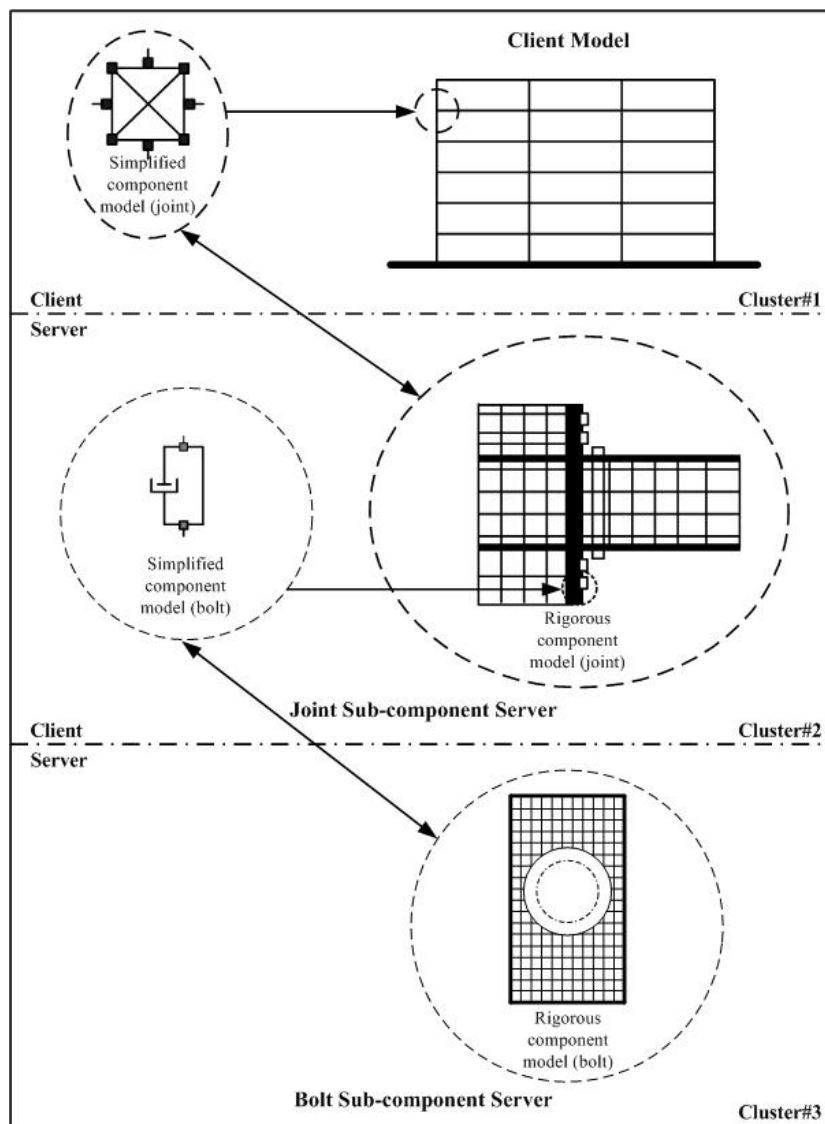 Client Model
Simplified
component
model (joint)
Client
Cluster#1
Server
Simplified
component
model (bolt)
Rigorous
component
model (joint)
Joint Sub-component Server
Client
Cluster#2
Server
Rigorous
component
model (bolt)
Bolt Sub-component Server
Cluster#3